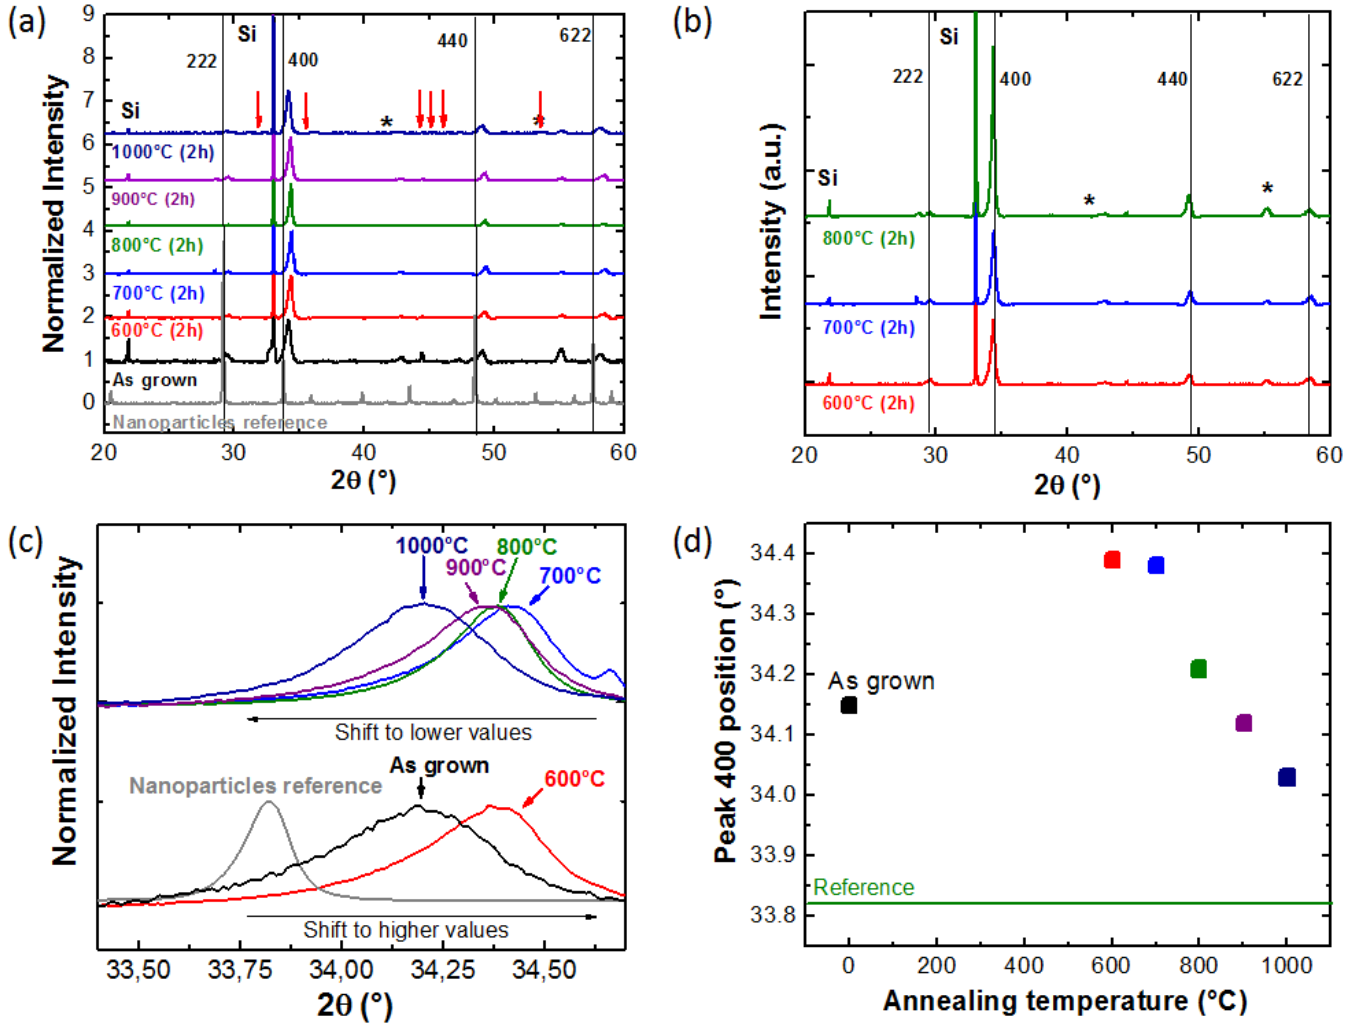 (a)
Normalized Intensity
9
8
7
6
5
4
3
2
1
0
Si
222
400
440
622
Si
*
*
1000°C (2h)
900°C (2h)
800°C (2h)
700°C (2h)
600°C (2h)
As grown
Nanoparticles reference
20
30
40
50
60
2θ (°)
(b)
Intensity (a.u.)
Si
222
400
440
622
Si
*
*
800°C (2h)
700°C (2h)
600°C (2h)
20
30
40
50
60
2θ (°)
(c)
Normalized Intensity
1000°C
800°C
900°C
700°C
Shift to lower values
As grown
Nanoparticles reference
600°C
Shift to higher values
33,50
33,75
34,00
34,25
34,50
2θ (°)
(d)
Peak 400 position (°)
34.4
34.3
34.2
34.1
34.0
33.9
33.8
As grown
Reference
0
200
400
600
800
1000
Annealing temperature (°C)